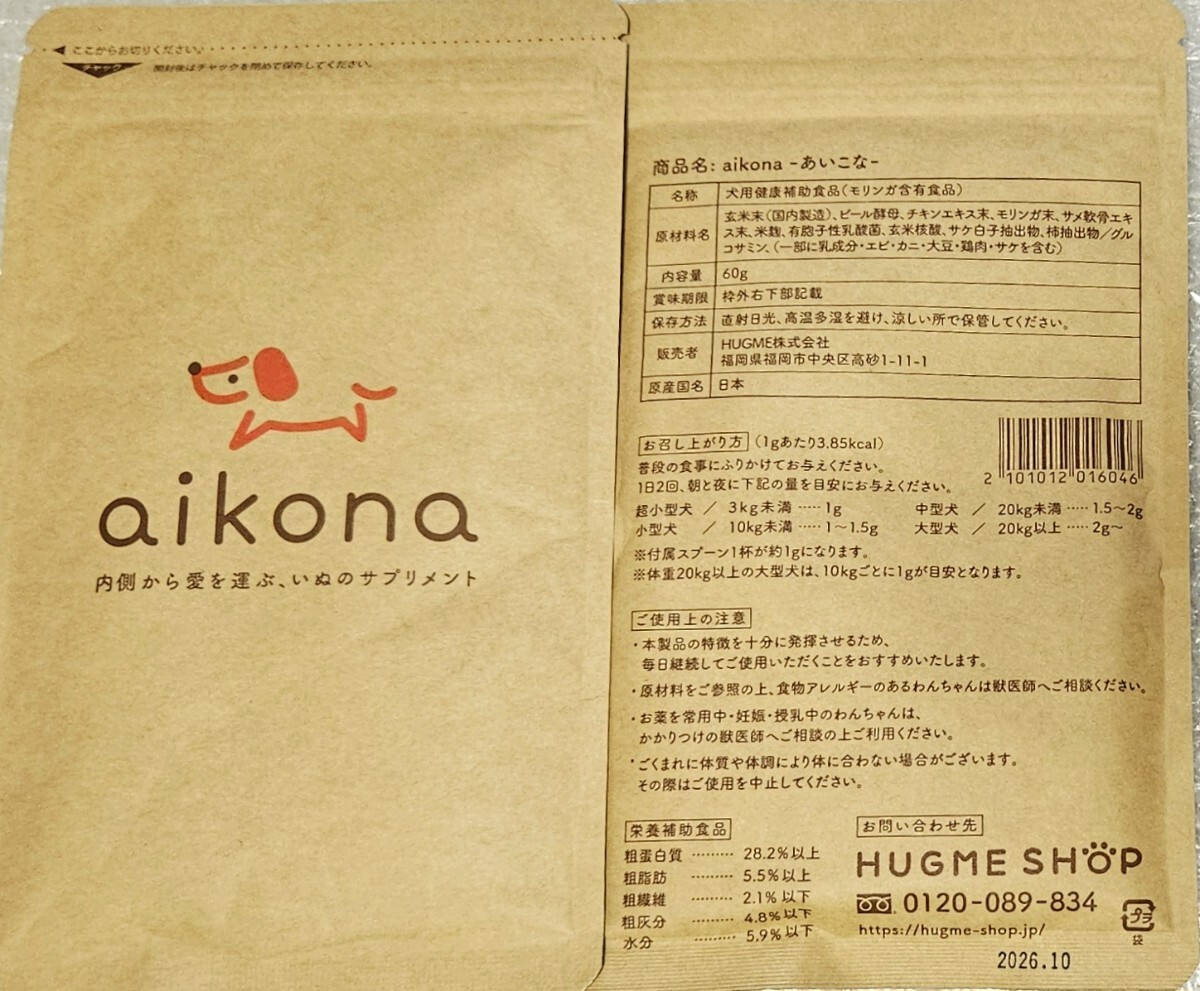 ここからお切りください。
チャック
開封後はチャックを閉めて保存してください。
aikona
内側から愛を運ぶ、いぬのサプリメント
商品名: aikona -あいこな-
名称 犬用健康補助食品(モリンガ含有食品)
原材料名 玄米末(国内製造)、ビール酵母、チキンエキス末、モリンガ末、サメ軟骨エキ
ス末、米麹、有胞子性乳酸菌、玄米核酸、サケ白子抽出物、柿抽出物/グル
コサミン、(一部に乳成分・エビ・カニ・大豆・鶏肉・サケを含む)
内容量 60g
賞味期限 枠外右下部記載
保存方法 直射日光、高温多湿を避け、涼しい所で保管してください。
販売者 HUGME株式会社
福岡県福岡市中央区高砂1-11-1
原産国名 日本
お召し上がり方 (1gあたり3.85kcal)
普段の食事にふりかけてお与えください。
1日2回、朝と夜に下記の量を目安にお与えください。
2 101012 016046
超小型犬 / 3kg未満 ····· 1g 中型犬 / 20kg未満 ····· 1.5〜2g
小型犬 / 10kg未満 ····· 1〜1.5g 大型犬 / 20kg以上 ····· 2g〜
※付属スプーン1杯が約1gになります。
※体重20kg以上の大型犬は、10kgごとに1gが目安となります。
ご使用上の注意
・本製品の特徴を十分に発揮させるため、
毎日継続してご使用いただくことをおすすめいたします。
・原材料をご参照の上、食物アレルギーのあるわんちゃんは獣医師へご相談ください。
・お薬を常用中・妊娠・授乳中のわんちゃんは、
かかりつけの獣医師へご相談の上ご利用ください。
・ごくまれに体質や体調により体に合わない場合がございます。
その際はご使用を中止してください。
栄養補助食品
粗蛋白質 ········· 28.2%以上
粗脂肪 ········· 5.5%以上
粗繊維 ········· 2.1%以下
粗灰分 ········· 4.8%以下
水分 ········· 5.9%以下
お問い合わせ先
HUGME SHOP
0120-089-834
https://hugme-shop.jp/
プラ
袋
2026.10